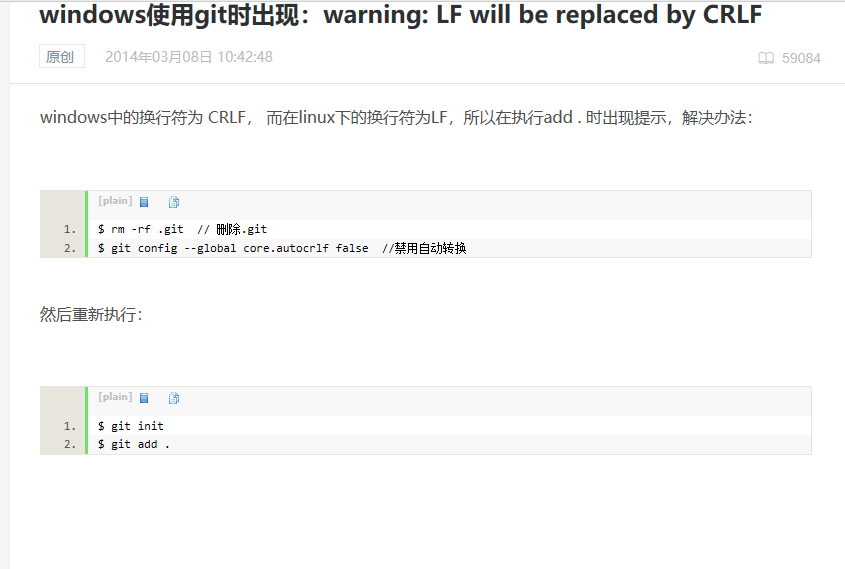 windows使用git时出现：warning: LF will be replaced by CRLF
原创 2014年03月08日 10:42:48 59084
windows中的换行符为 CRLF， 而在linux下的换行符为LF，所以在执行add . 时出现提示，解决办法：
[plain]
1. $ rm -rf .git  // 删除.git
2. $ git config --global core.autocrlf false  //禁用自动转换
然后重新执行：
[plain]
1. $ git init
2. $ git add .